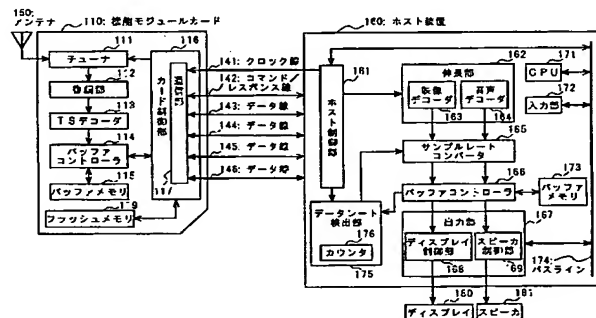 150:
アンテナ
110: 機能モジュールカード
111
チューナ
112
復調部
113
TSデコーダ
114
バッファ
コントローラ
115
バッファメモリ
119
フラッシュメモリ
116
カード制御部
117
141: クロック線
142: コマンド/
レスポンス線
143: データ線
144: データ線
145: データ線
146: データ線
160: ホスト装置
161
ホスト制御部
162
伸長部
映像
デコーダ
163
音声
デコーダ
164
165
サンプルレート
コンバータ
166
バッファコントローラ
173
バッファ
メモリ
171
CPU
172
入力部
データレート
検出部
176
カウンタ
175
167
出力部
ディスプレイ
制御部
168
スピーカ
制御部
169
174:
バスライン
180
ディスプレイ
181
スピーカ